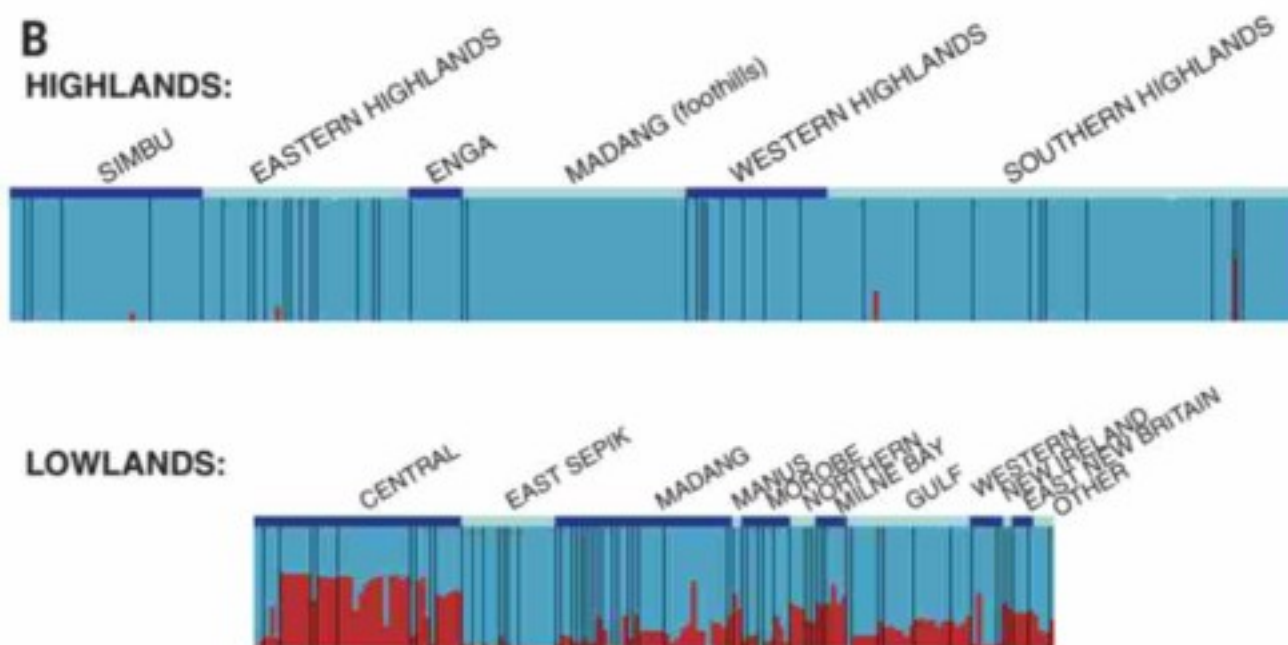 B
HIGHLANDS:
SIMBU
EASTERN HIGHLANDS
ENGA
MADANG (foothills)
WESTERN HIGHLANDS
SOUTHERN HIGHLANDS
LOWLANDS:
CENTRAL
EAST SEPIK
MADANG
MANUS
MOROBE
NORTHERN
MILNE BAY
GULF
WESTERN
NEW IRELAND
EAST NEW BRITAIN
OTHER